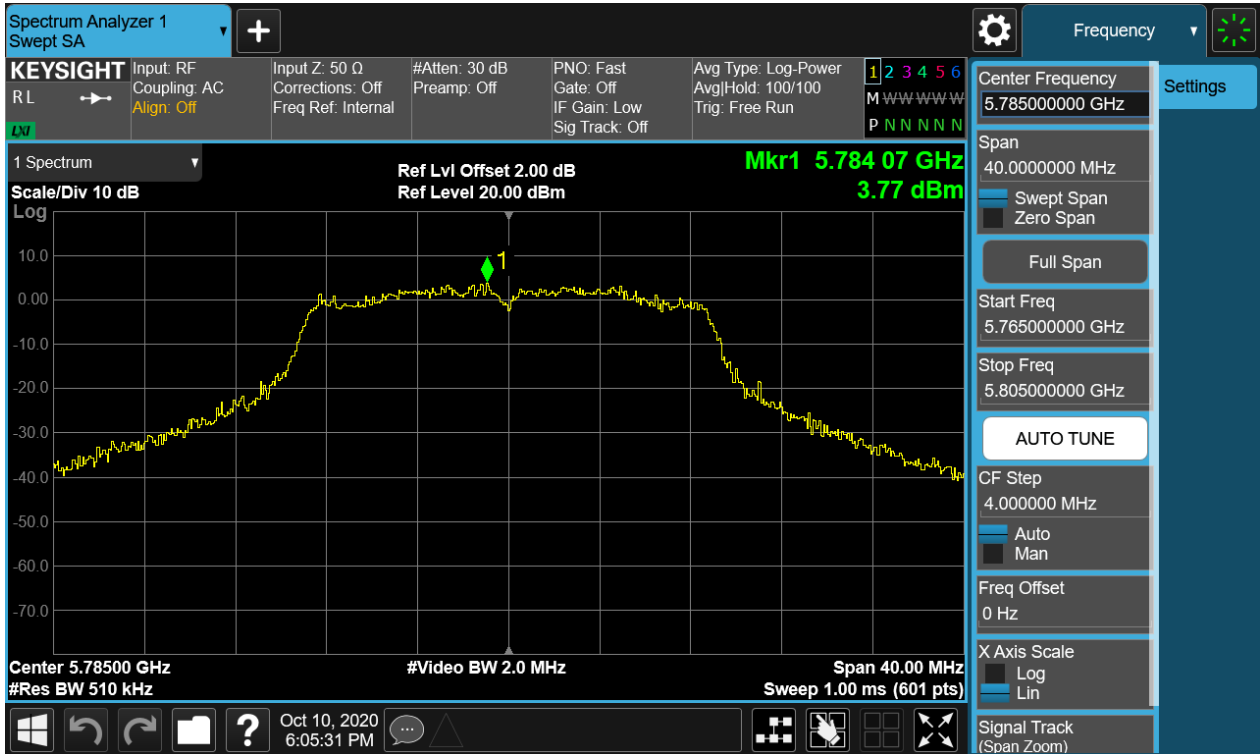 Spectrum Analyzer 1
Swept SA
Frequency
KEYSIGHT
RL
LXI
Input: RF
Coupling: AC
Align: Off
Input Z: 50 Ω
Corrections: Off
Freq Ref: Internal
#Atten: 30 dB
Preamp: Off
PNO: Fast
Gate: Off
IF Gain: Low
Sig Track: Off
Avg Type: Log-Power
Avg|Hold: 100/100
Trig: Free Run
1 2 3 4 5 6
M W W W W W
P N N N N N
1 Spectrum
Scale/Div 10 dB
Log
Ref Lvl Offset 2.00 dB
Ref Level 20.00 dBm
Mkr1 5.784 07 GHz
3.77 dBm
1
10.0
0.00
-10.0
-20.0
-30.0
-40.0
-50.0
-60.0
-70.0
Center 5.78500 GHz
#Res BW 510 kHz
#Video BW 2.0 MHz
Span 40.00 MHz
Sweep 1.00 ms (601 pts)
Oct 10, 2020
6:05:31 PM
Center Frequency
5.785000000 GHz
Span
40.0000000 MHz
Swept Span
Zero Span
Full Span
Start Freq
5.765000000 GHz
Stop Freq
5.805000000 GHz
AUTO TUNE
CF Step
4.000000 MHz
Auto
Man
Freq Offset
0 Hz
X Axis Scale
Log
Lin
Signal Track
(Span Zoom)
Settings